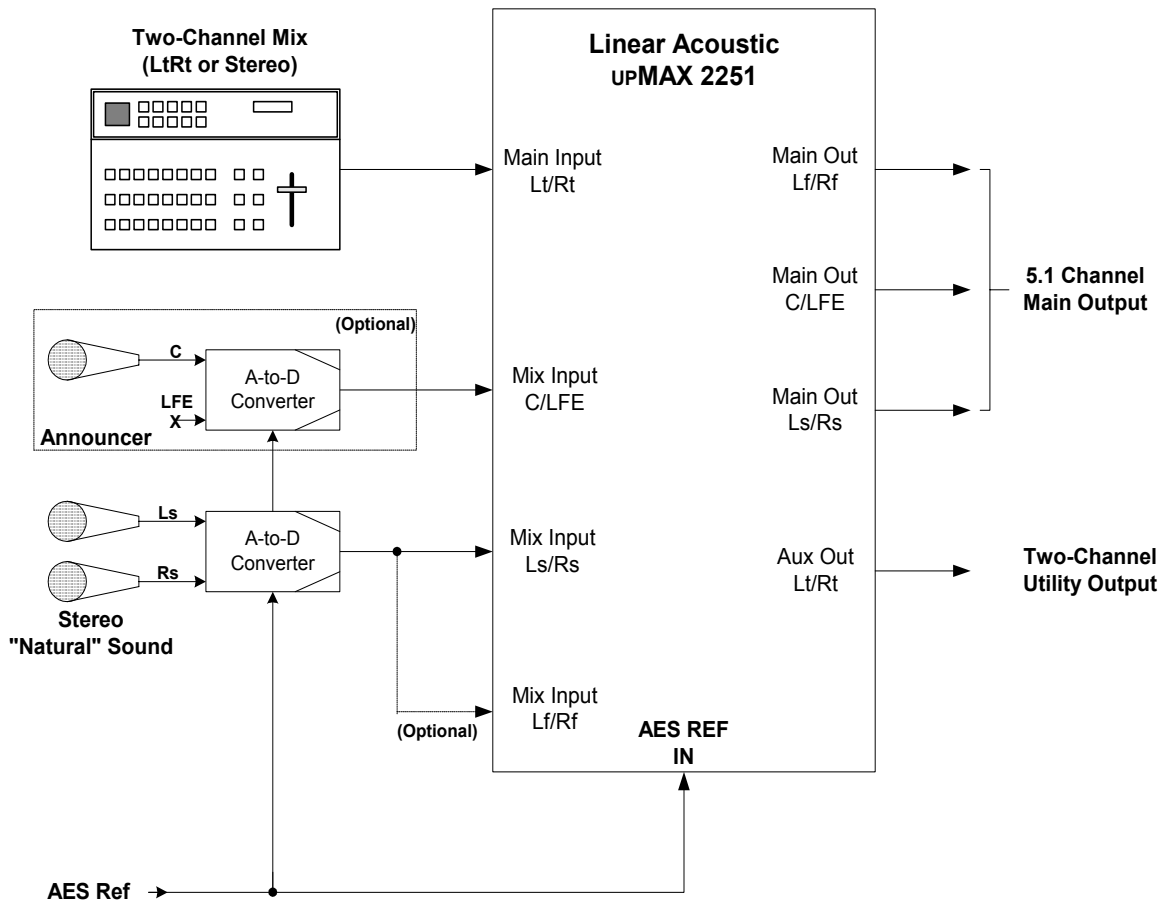 Two-Channel Mix
(LtRt or Stereo)
Linear Acoustic
UPMAX 2251
Main Input
Lt/Rt
Main Out
Lf/Rf
Main Out
C/LFE
5.1 Channel
Main Output
(Optional)
C
A-to-D
Converter
LFE
X
Announcer
Mix Input
C/LFE
Main Out
Ls/Rs
Ls
A-to-D
Converter
Rs
Stereo
"Natural" Sound
Mix Input
Ls/Rs
Aux Out
Lt/Rt
Two-Channel
Utility Output
(Optional)
Mix Input
Lf/Rf
AES REF
IN
AES Ref